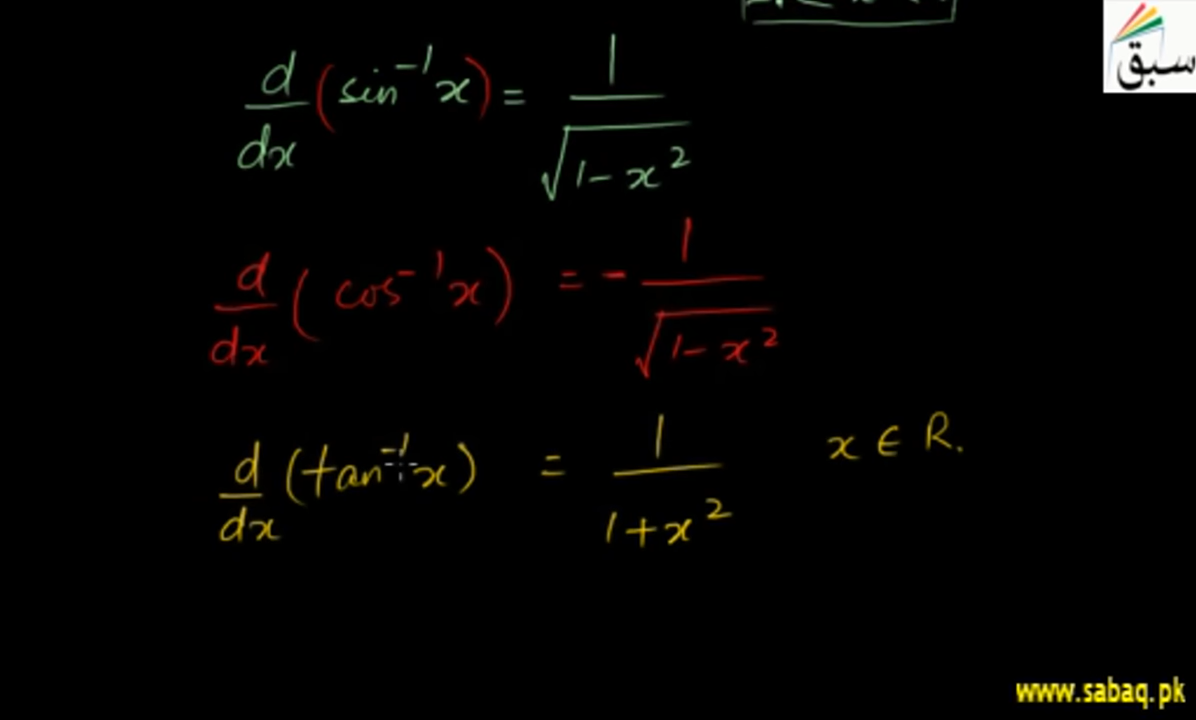 سبق
d/dx (sin⁻¹x) = 1/√(1-x²)
d/dx (cos⁻¹x) = - 1/√(1-x²)
d/dx (tan⁻¹x) = 1/(1+x²) x ∈ R.
www.sabaq.pk